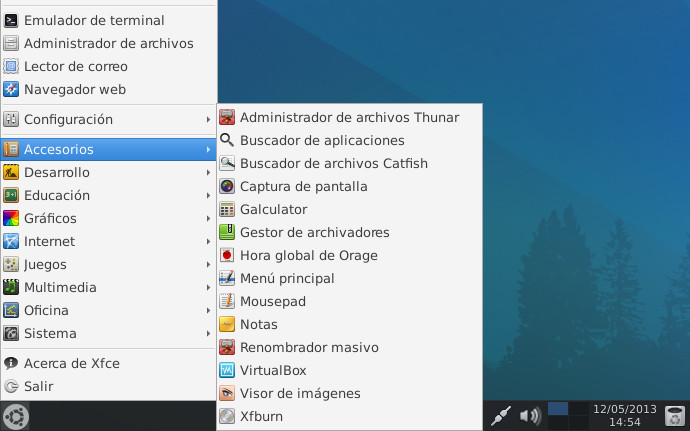 Emulador de terminal
Administrador de archivos
Lector de correo
Navegador web
Configuración
Accesorios
Desarrollo
Educación
Gráficos
Internet
Juegos
Multimedia
Oficina
Sistema
Acerca de Xfce
Salir
Administrador de archivos Thunar
Buscador de aplicaciones
Buscador de archivos Catfish
Captura de pantalla
Galculator
Gestor de archivadores
Hora global de Orage
Menú principal
Mousepad
Notas
Renombrador masivo
VirtualBox
Visor de imágenes
Xfburn
12/05/2013
14:54